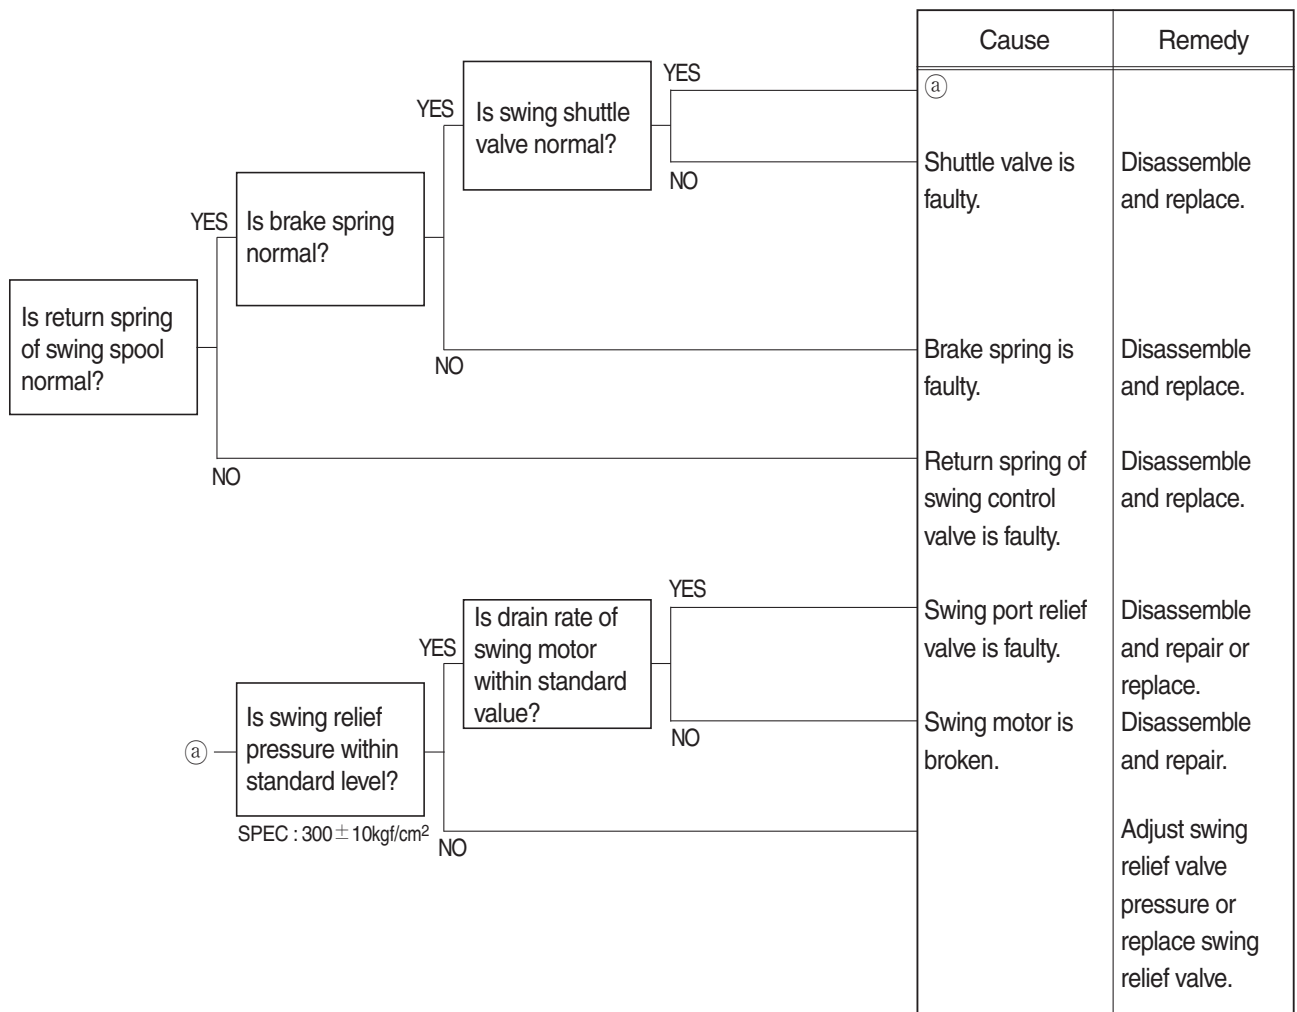 Cause
Remedy
YES
ⓐ
YES
Is swing shuttle
valve normal?
NO
Shuttle valve is
faulty.
Disassemble
and replace.
YES
Is brake spring
normal?
Is return spring
of swing spool
normal?
NO
Brake spring is
faulty.
Disassemble
and replace.
NO
Return spring of
swing control
valve is faulty.
Disassemble
and replace.
YES
Is drain rate of
swing motor
within standard
value?
YES
Swing port relief
valve is faulty.
Disassemble
and repair or
replace.
NO
Swing motor is
broken.
Disassemble
and repair.
ⓐ
Is swing relief
pressure within
standard level?
SPEC : 300±10kgf/cm²
NO
Adjust swing
relief valve
pressure or
replace swing
relief valve.